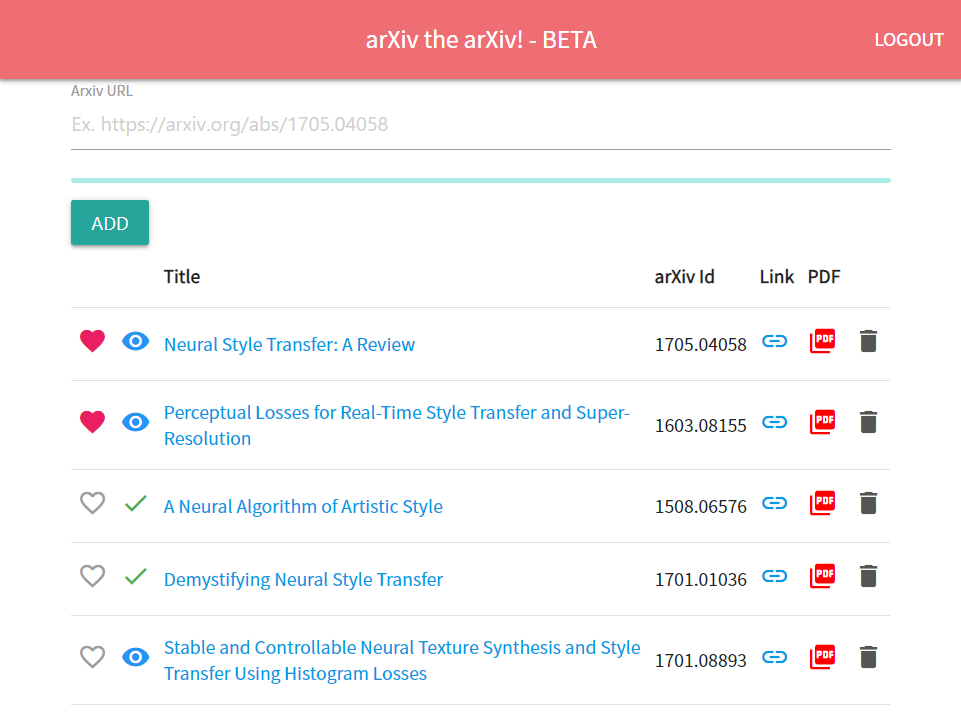 arXiv the arXiv! - BETA
LOGOUT
Arxiv URL
Ex. https://arxiv.org/abs/1705.04058
ADD
Title arXiv Id Link PDF
Neural Style Transfer: A Review 1705.04058 PDF
Perceptual Losses for Real-Time Style Transfer and Super-
Resolution 1603.08155 PDF
A Neural Algorithm of Artistic Style 1508.06576 PDF
Demystifying Neural Style Transfer 1701.01036 PDF
Stable and Controllable Neural Texture Synthesis and Style
Transfer Using Histogram Losses 1701.08893 PDF